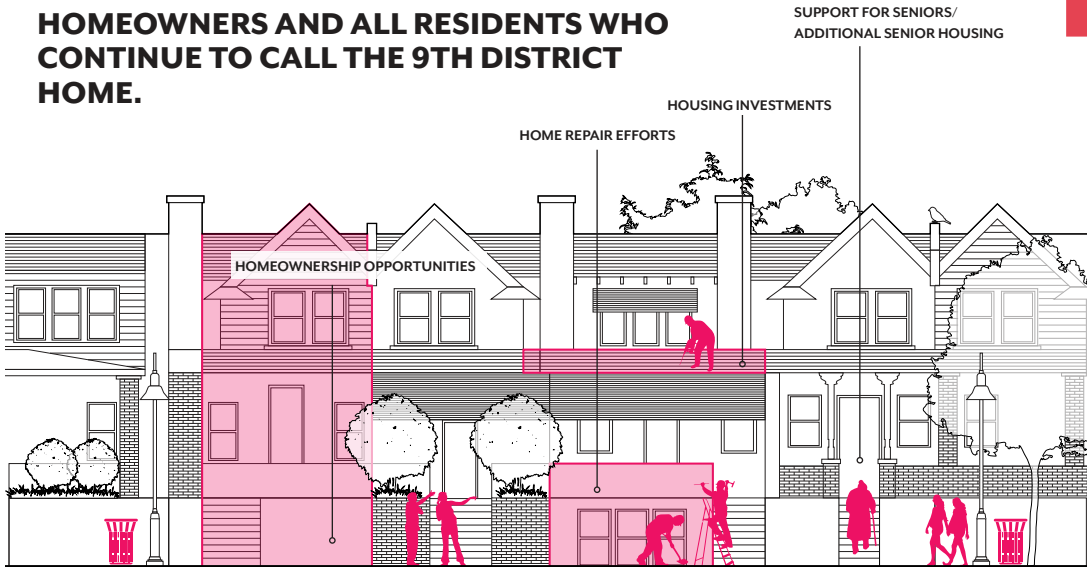 HOMEOWNERS AND ALL RESIDENTS WHO
CONTINUE TO CALL THE 9TH DISTRICT
HOME.
SUPPORT FOR SENIORS/
ADDITIONAL SENIOR HOUSING
HOUSING INVESTMENTS
HOME REPAIR EFFORTS
HOMEOWNERSHIP OPPORTUNITIES